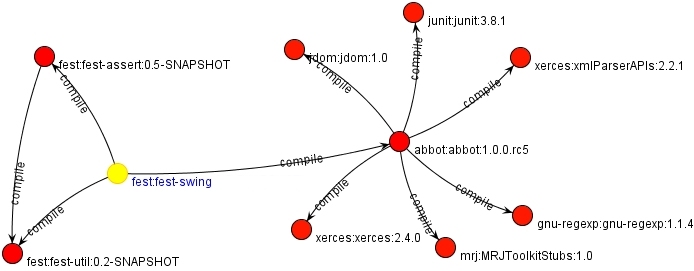 junit:junit:3.8.1
compile
jdom:jdom:1.0
compile
xerces:xmlParserAPIs:2.2.1
compile
fest:fest-assert:0.5-SNAPSHOT
compile
abbot:abbot:1.0.0.rc5
compile
fest:fest-swing
compile
compile
compile
gnu-regexp:gnu-regexp:1.1.4
compile
xerces:xerces:2.4.0
compile
mrj:MRJToolkitStubs:1.0
compile
fest:fest-util:0.2-SNAPSHOT